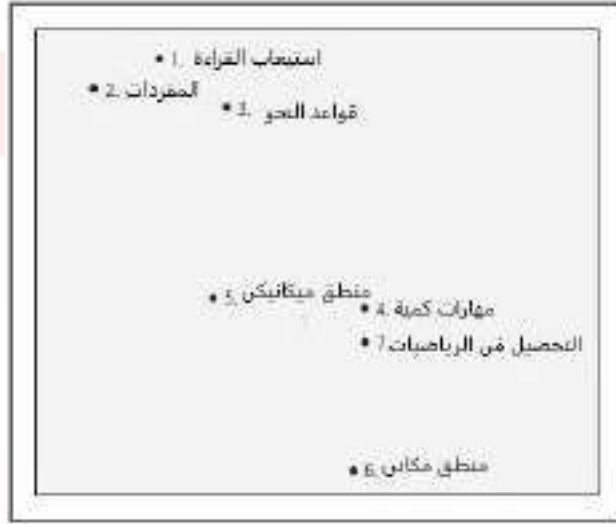 1. استيعاب القراءة
2. المفردات
3. قواعد النحو
5. منطق ميكانيكي
4. مهارات كمية
7. التحصيل في الرياضيات
6. منطق مكاني